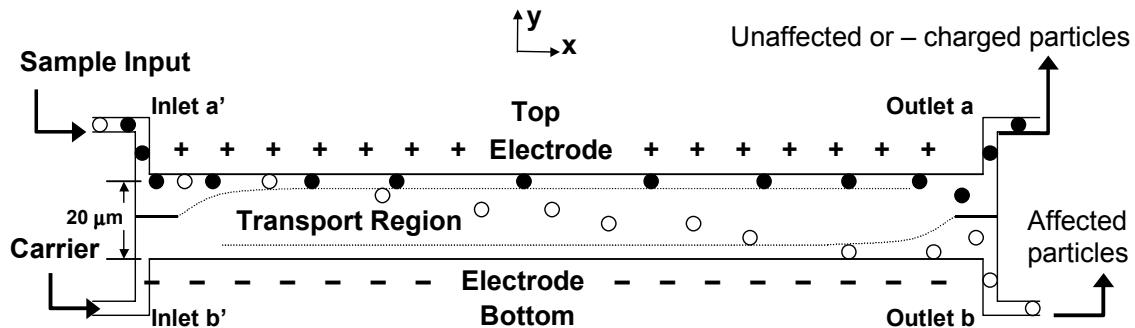 y
x
Unaffected or – charged particles
Sample Input
Inlet a’
Top
Outlet a
+ + + + + + + + Electrode + + + + + + +
20 μm
Transport Region
Carrier
Affected
particles
Electrode
Inlet b’
Bottom
Outlet b